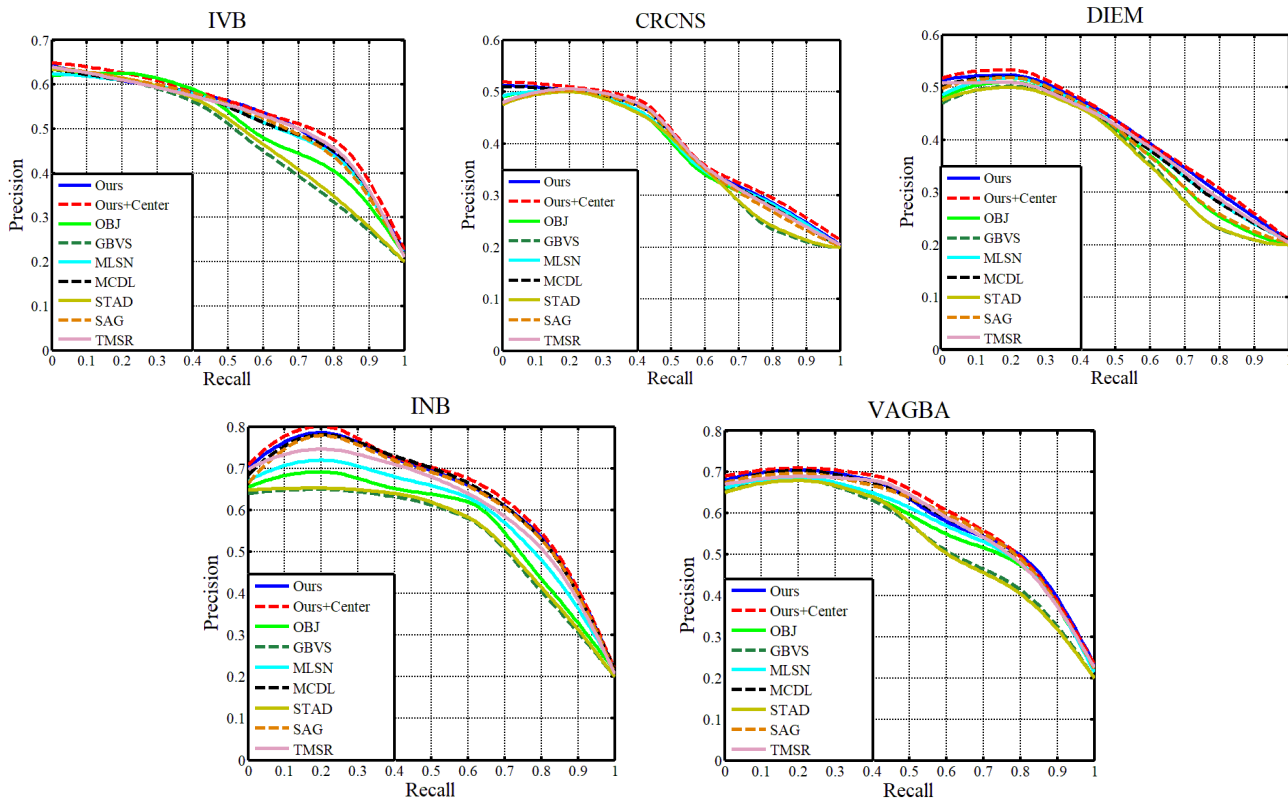 IVB
0.7
0.6
0.5
0.4
0.3
0.2
0.1
0
Precision
Ours
Ours+Center
OBJ
GBVS
MLSN
MCDL
STAD
SAG
TMSR
0 0.1 0.2 0.3 0.4 0.5 0.6 0.7 0.8 0.9 1
Recall
CRCNS
0.6
0.5
0.4
0.3
0.2
0.1
0
Precision
Ours
Ours+Center
OBJ
GBVS
MLSN
MCDL
STAD
SAG
TMSR
0 0.1 0.2 0.3 0.4 0.5 0.6 0.7 0.8 0.9 1
Recall
DIEM
0.6
0.5
0.4
0.3
0.2
0.1
0
Precision
Ours
Ours+Center
OBJ
GBVS
MLSN
MCDL
STAD
SAG
TMSR
0 0.1 0.2 0.3 0.4 0.5 0.6 0.7 0.8 0.9 1
Recall
INB
0.8
0.7
0.6
0.5
0.4
0.3
0.2
0.1
0
Precision
Ours
Ours+Center
OBJ
GBVS
MLSN
MCDL
STAD
SAG
TMSR
0 0.1 0.2 0.3 0.4 0.5 0.6 0.7 0.8 0.9 1
Recall
VAGBA
0.8
0.7
0.6
0.5
0.4
0.3
0.2
0.1
0
Precision
Ours
Ours+Center
OBJ
GBVS
MLSN
MCDL
STAD
SAG
TMSR
0 0.1 0.2 0.3 0.4 0.5 0.6 0.7 0.8 0.9 1
Recall